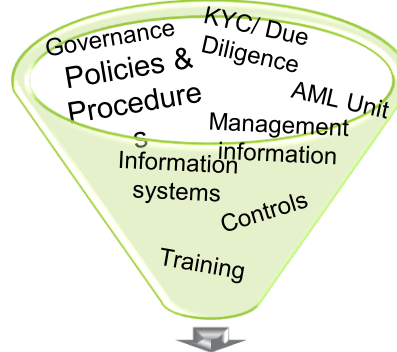 Governance
KYC/ Due
Diligence
Policies &
Procedure
s
AML Unit
Management
information
Information
systems
Controls
Training